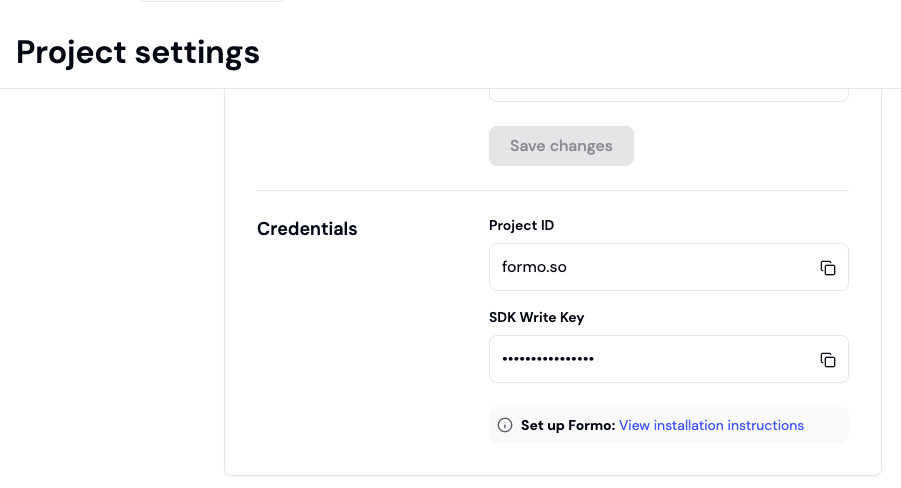 Project settings
Save changes
Credentials
Project ID
formo.so
SDK Write Key
••••••••••••••••
Set up Formo: View installation instructions